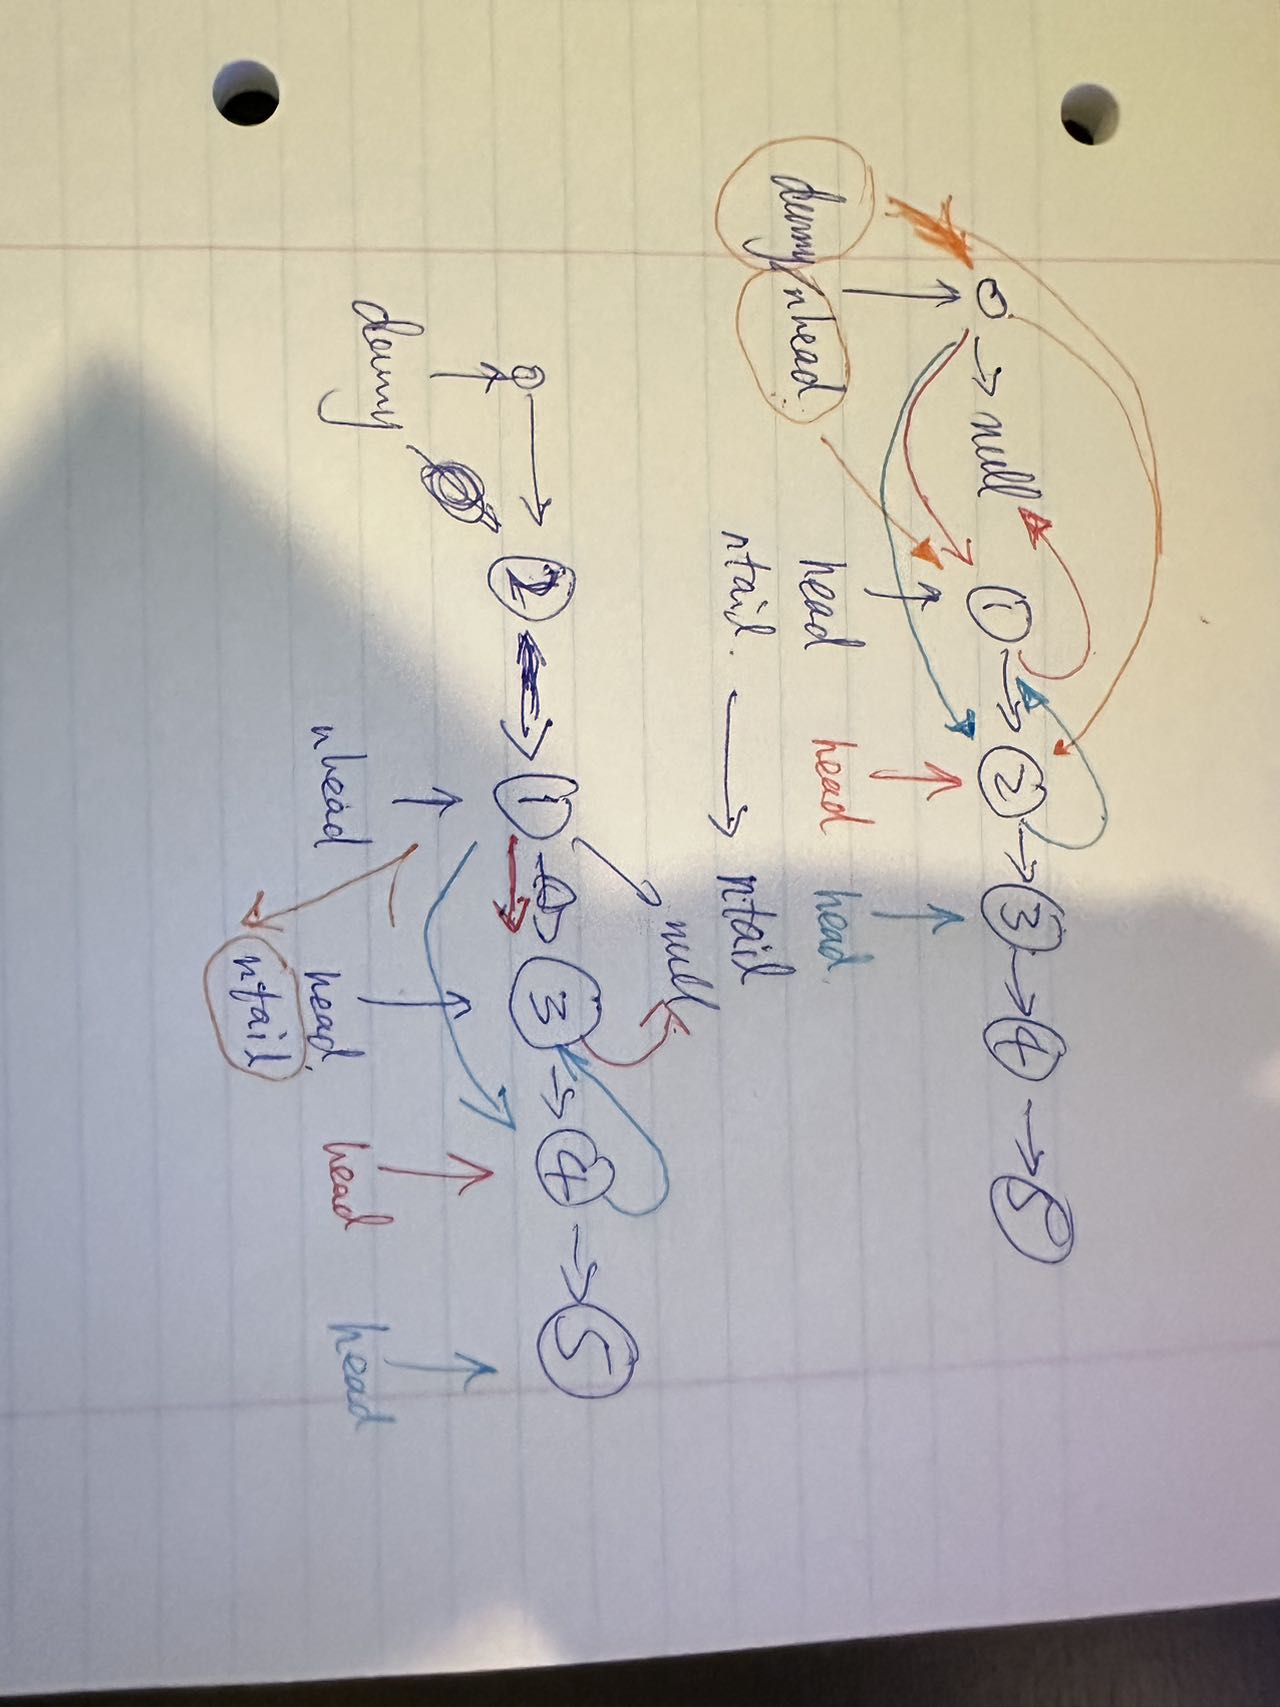 0 → null ① → ② → ③ → ④ → ⑤
dummy/nhead head head head
ntail. → ntail
null
0 → ② → ① → ③ → ④ → ⑤
dummy nhead head head head
ntail